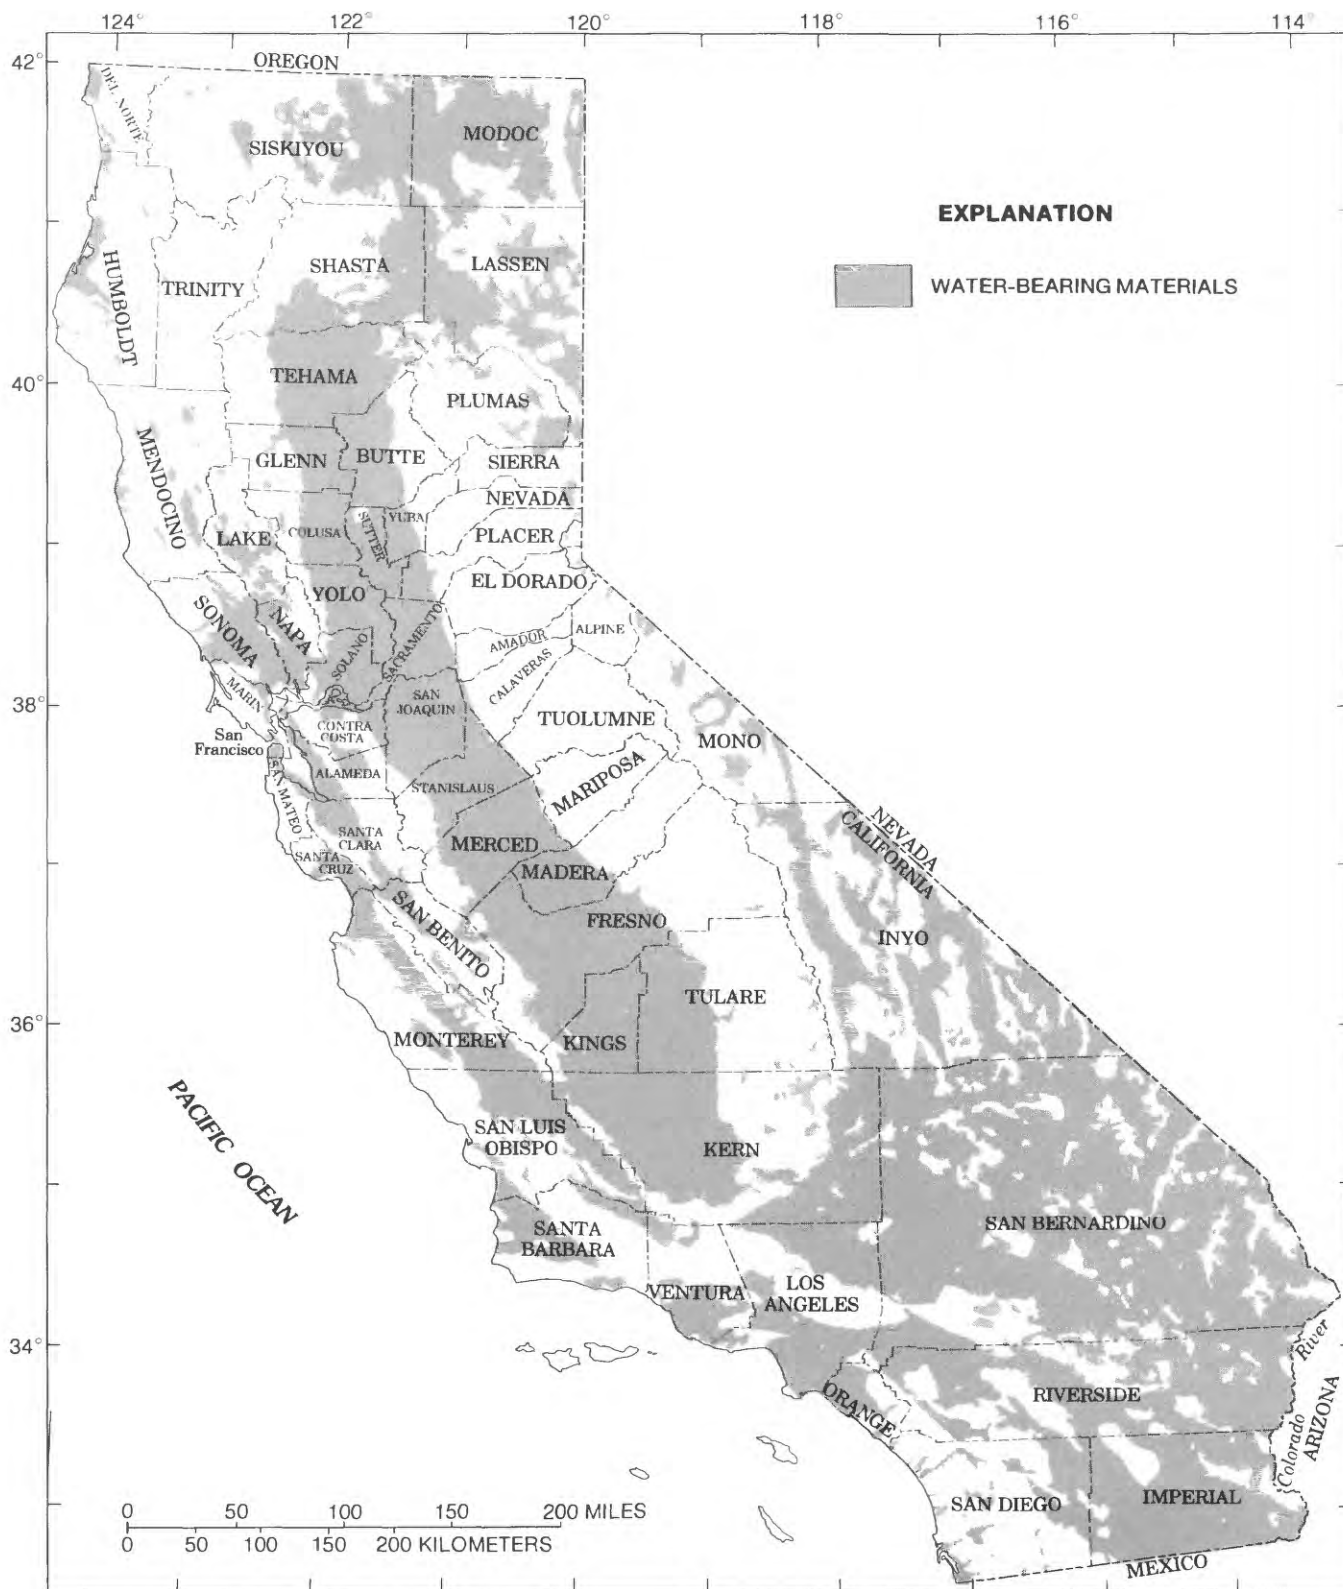 124° 122° 120° 118° 116° 114°
42°
OREGON
DEL NORTE
SISKIYOU
MODOC
EXPLANATION
WATER-BEARING MATERIALS
HUMBOLDT
TRINITY
SHASTA
LASSEN
40°
TEHAMA
PLUMAS
MENDOCINO
GLENN
BUTTE
SIERRA
NEVADA
LAKE
COLUSA
SUTTER
YUBA
PLACER
EL DORADO
SONOMA
NAPA
YOLO
SOLANO
SACRAMENTO
AMADOR
ALPINE
CALAVERAS
38°
MARIN
SAN
JOAQUIN
TUOLUMNE
MONO
CONTRA
COSTA
San
Francisco
ALAMEDA
SAN MATEO
STANISLAUS
MARIPOSA
NEVADA
CALIFORNIA
SANTA
CLARA
SANTA
CRUZ
MERCED
MADERA
SAN BENITO
FRESNO
INYO
TULARE
36°
MONTEREY
KINGS
PACIFIC OCEAN
SAN LUIS
OBISPO
KERN
SAN BERNARDINO
SANTA
BARBARA
VENTURA
LOS
ANGELES
34°
ORANGE
RIVERSIDE
River
Colorado
ARIZONA
SAN DIEGO
IMPERIAL
MEXICO
0 50 100 150 200 MILES
0 50 100 150 200 KILOMETERS